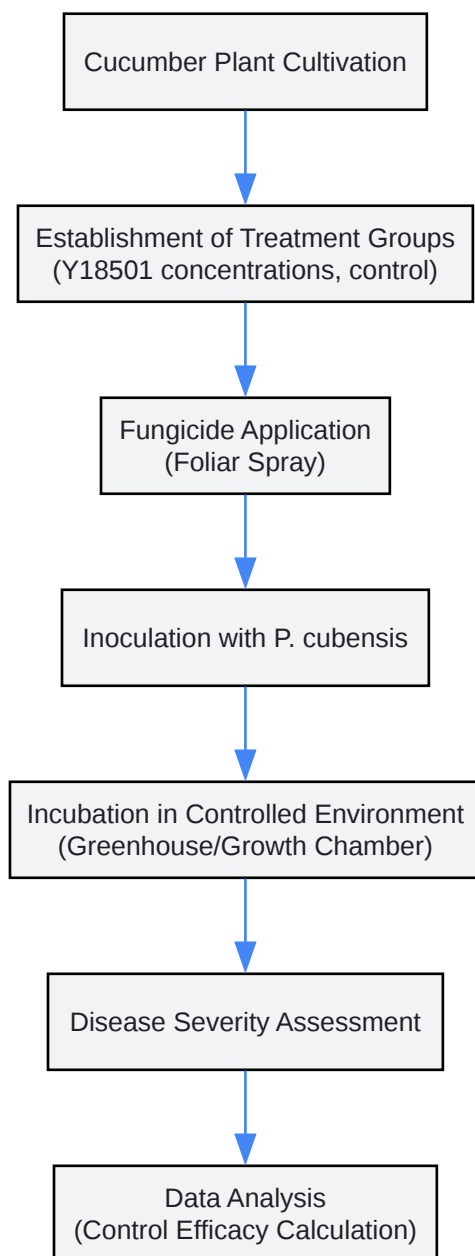 Cucumber Plant Cultivation
Establishment of Treatment Groups
(Y18501 concentrations, control)
Fungicide Application
(Foliar Spray)
Inoculation with P. cubensis
Incubation in Controlled Environment
(Greenhouse/Growth Chamber)
Disease Severity Assessment
Data Analysis
(Control Efficacy Calculation)